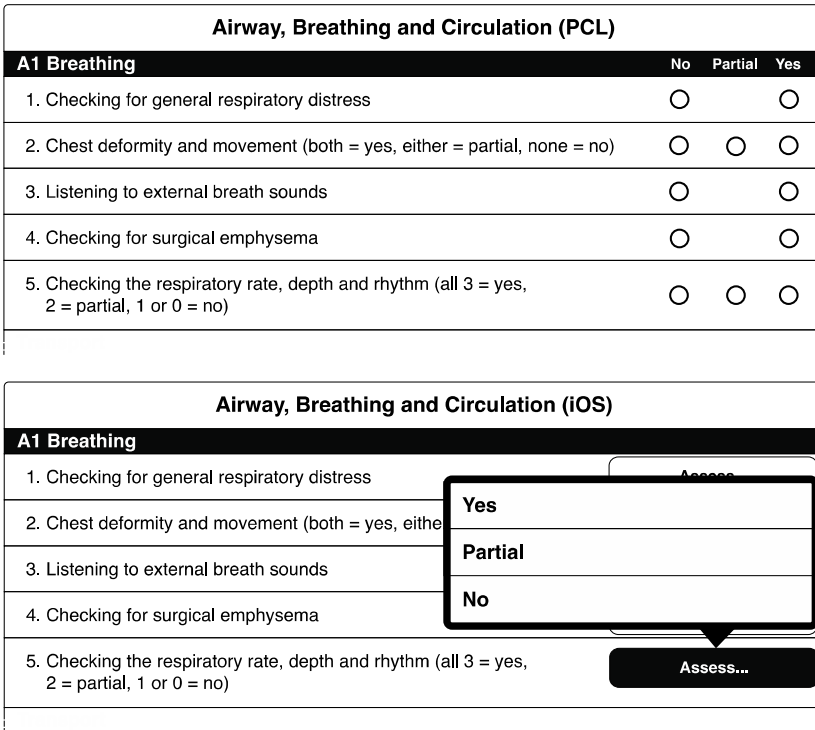 Airway, Breathing and Circulation (PCL)
A1 Breathing No Partial Yes
1. Checking for general respiratory distress
2. Chest deformity and movement (both = yes, either = partial, none = no)
3. Listening to external breath sounds
4. Checking for surgical emphysema
5. Checking the respiratory rate, depth and rhythm (all 3 = yes,
2 = partial, 1 or 0 = no)
Airway, Breathing and Circulation (iOS)
A1 Breathing
1. Checking for general respiratory distress
Assess...
2. Chest deformity and movement (both = yes, eithe
Yes
Partial
No
3. Listening to external breath sounds
4. Checking for surgical emphysema
5. Checking the respiratory rate, depth and rhythm (all 3 = yes,
2 = partial, 1 or 0 = no)
Assess...